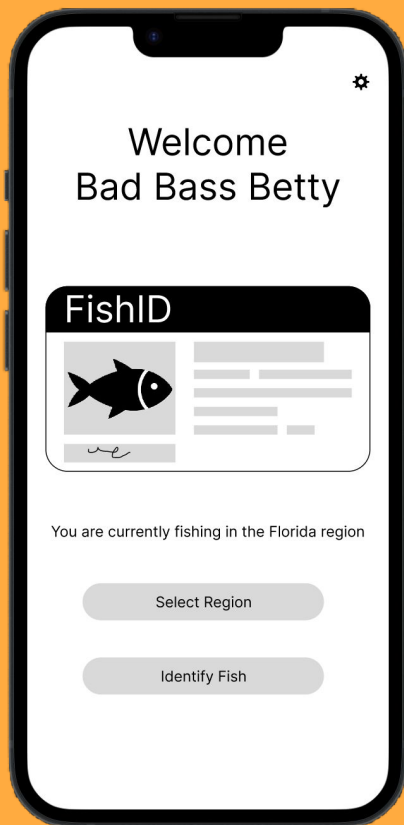 Welcome
Bad Bass Betty
FishID
You are currently fishing in the Florida region
Select Region
Identify Fish